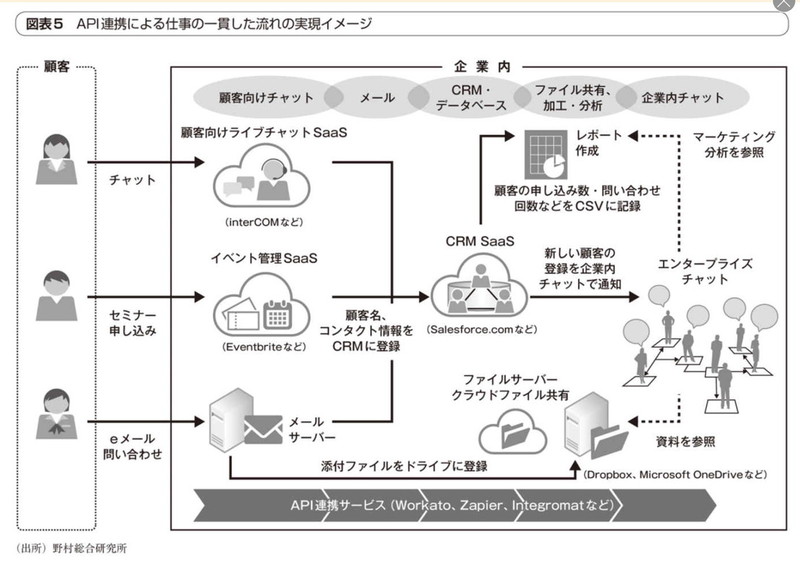 図表5 API連携による仕事の一貫した流れの実現イメージ
顧客
企業内
顧客向けチャット
メール
CRM・
データベース
ファイル共有、
加工・分析
企業内チャット
顧客向けライブチャットSaaS
チャット
(interCOMなど)
レポート
作成
マーケティング
分析を参照
顧客の申し込み数・問い合わせ
回数などをCSVに記録
イベント管理SaaS
セミナー
申し込み
(Eventbriteなど)
顧客名、
コンタクト情報を
CRMに登録
CRM SaaS
(Salesforce.comなど)
新しい顧客の
登録を企業内
チャットで通知
エンタープライズ
チャット
eメール
問い合わせ
メール
サーバー
ファイルサーバー
クラウドファイル共有
資料を参照
添付ファイルをドライブに登録
(Dropbox、Microsoft OneDriveなど)
API連携サービス(Workato、Zapier、Integromatなど)
(出所)野村総合研究所